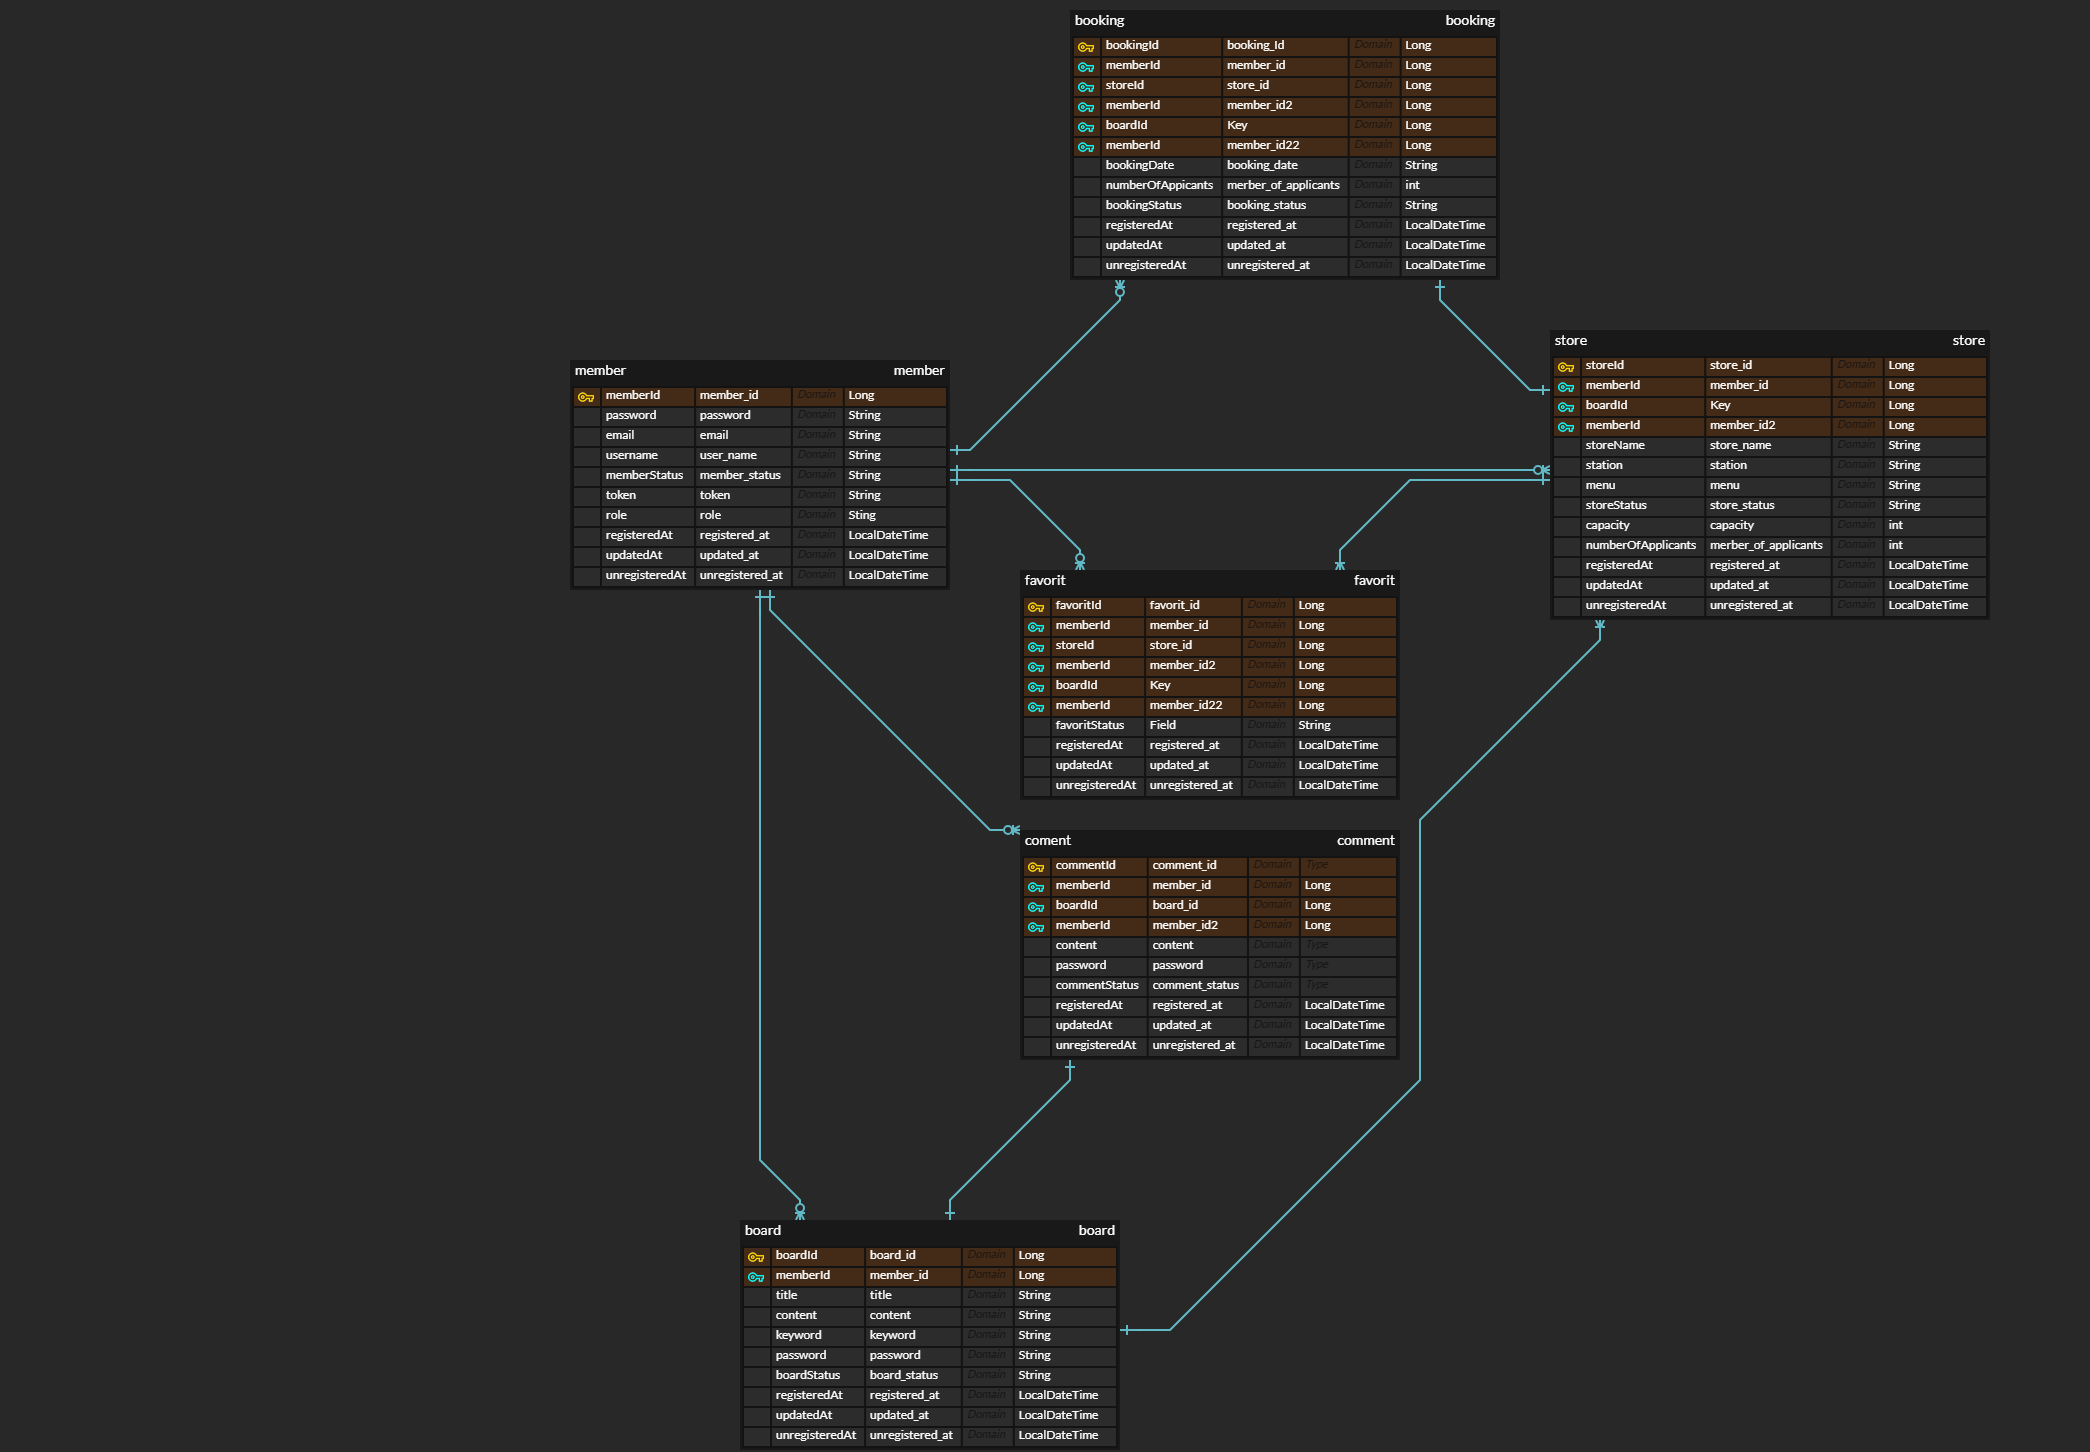 booking booking
bookingId booking_Id Domain Long
memberId member_id Domain Long
storeId store_id Domain Long
memberId member_id2 Domain Long
boardId Key Domain Long
memberId member_id22 Domain Long
bookingDate booking_date Domain String
numberOfAppicants merber_of_applicants Domain int
bookingStatus booking_status Domain String
registeredAt registered_at Domain LocalDateTime
updatedAt updated_at Domain LocalDateTime
unregisteredAt unregistered_at Domain LocalDateTime
store store
storeId store_id Domain Long
memberId member_id Domain Long
boardId Key Domain Long
memberId member_id2 Domain Long
storeName store_name Domain String
station station Domain String
menu menu Domain String
storeStatus store_status Domain String
capacity capacity Domain int
numberOfApplicants merber_of_applicants Domain int
registeredAt registered_at Domain LocalDateTime
updatedAt updated_at Domain LocalDateTime
unregisteredAt unregistered_at Domain LocalDateTime
member member
memberId member_id Domain Long
password password Domain String
email email Domain String
username user_name Domain String
memberStatus member_status Domain String
token token Domain String
role role Domain Sting
registeredAt registered_at Domain LocalDateTime
updatedAt updated_at Domain LocalDateTime
unregisteredAt unregistered_at Domain LocalDateTime
favorit favorit
favoritId favorit_id Domain Long
memberId member_id Domain Long
storeId store_id Domain Long
memberId member_id2 Domain Long
boardId Key Domain Long
memberId member_id22 Domain Long
favoritStatus Field Domain String
registeredAt registered_at Domain LocalDateTime
updatedAt updated_at Domain LocalDateTime
unregisteredAt unregistered_at Domain LocalDateTime
coment comment
commentId comment_id Domain Type
memberId member_id Domain Long
boardId board_id Domain Long
memberId member_id2 Domain Long
content content Domain Type
password password Domain Type
commentStatus comment_status Domain Type
registeredAt registered_at Domain LocalDateTime
updatedAt updated_at Domain LocalDateTime
unregisteredAt unregistered_at Domain LocalDateTime
board board
boardId board_id Domain Long
memberId member_id Domain Long
title title Domain String
content content Domain String
keyword keyword Domain String
password password Domain String
boardStatus board_status Domain String
registeredAt registered_at Domain LocalDateTime
updatedAt updated_at Domain LocalDateTime
unregisteredAt unregistered_at Domain LocalDateTime